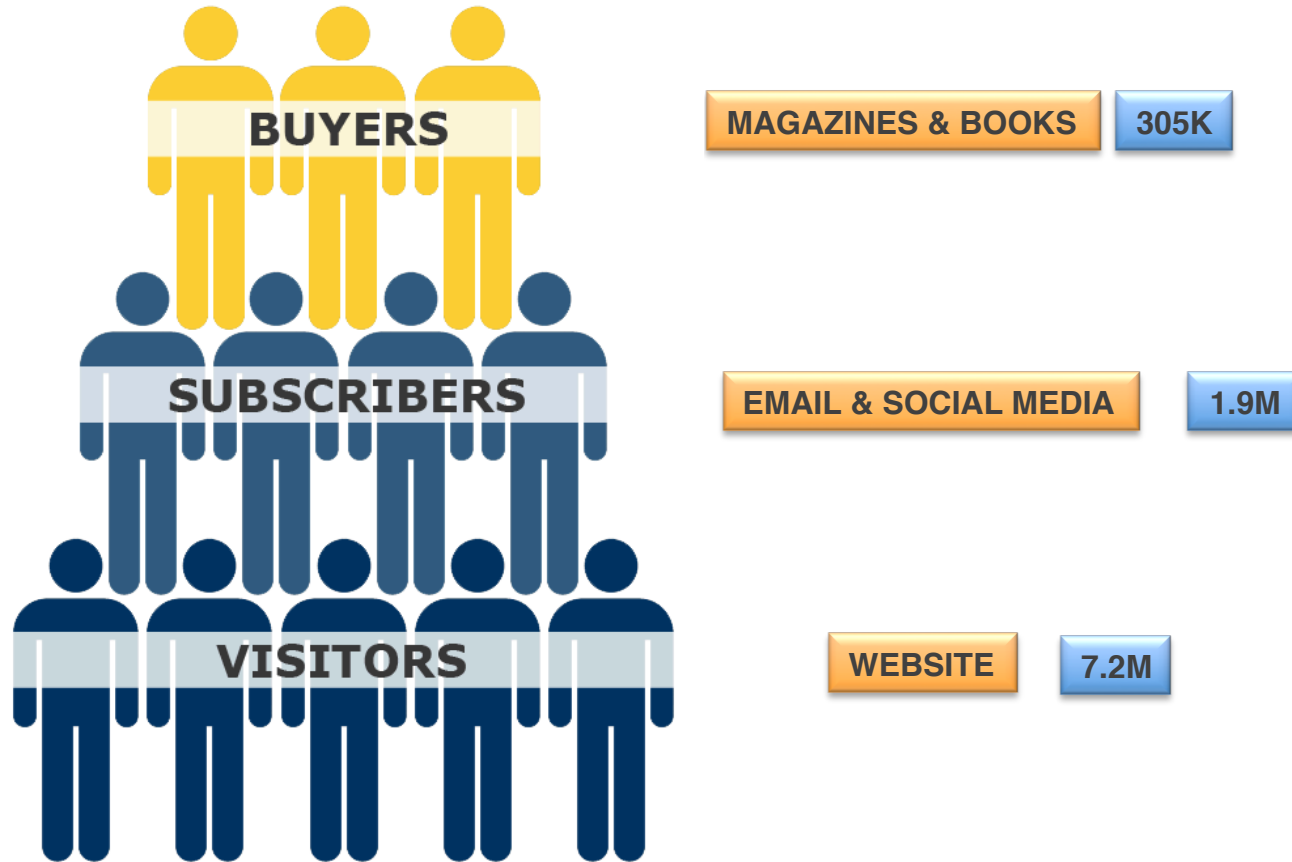 BUYERS
MAGAZINES & BOOKS
305K
SUBSCRIBERS
EMAIL & SOCIAL MEDIA
1.9M
VISITORS
WEBSITE
7.2M